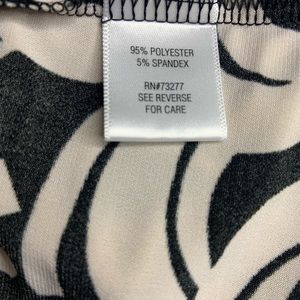 95% POLYESTER
5% SPANDEX
RN#73277
SEE REVERSE
FOR CARE